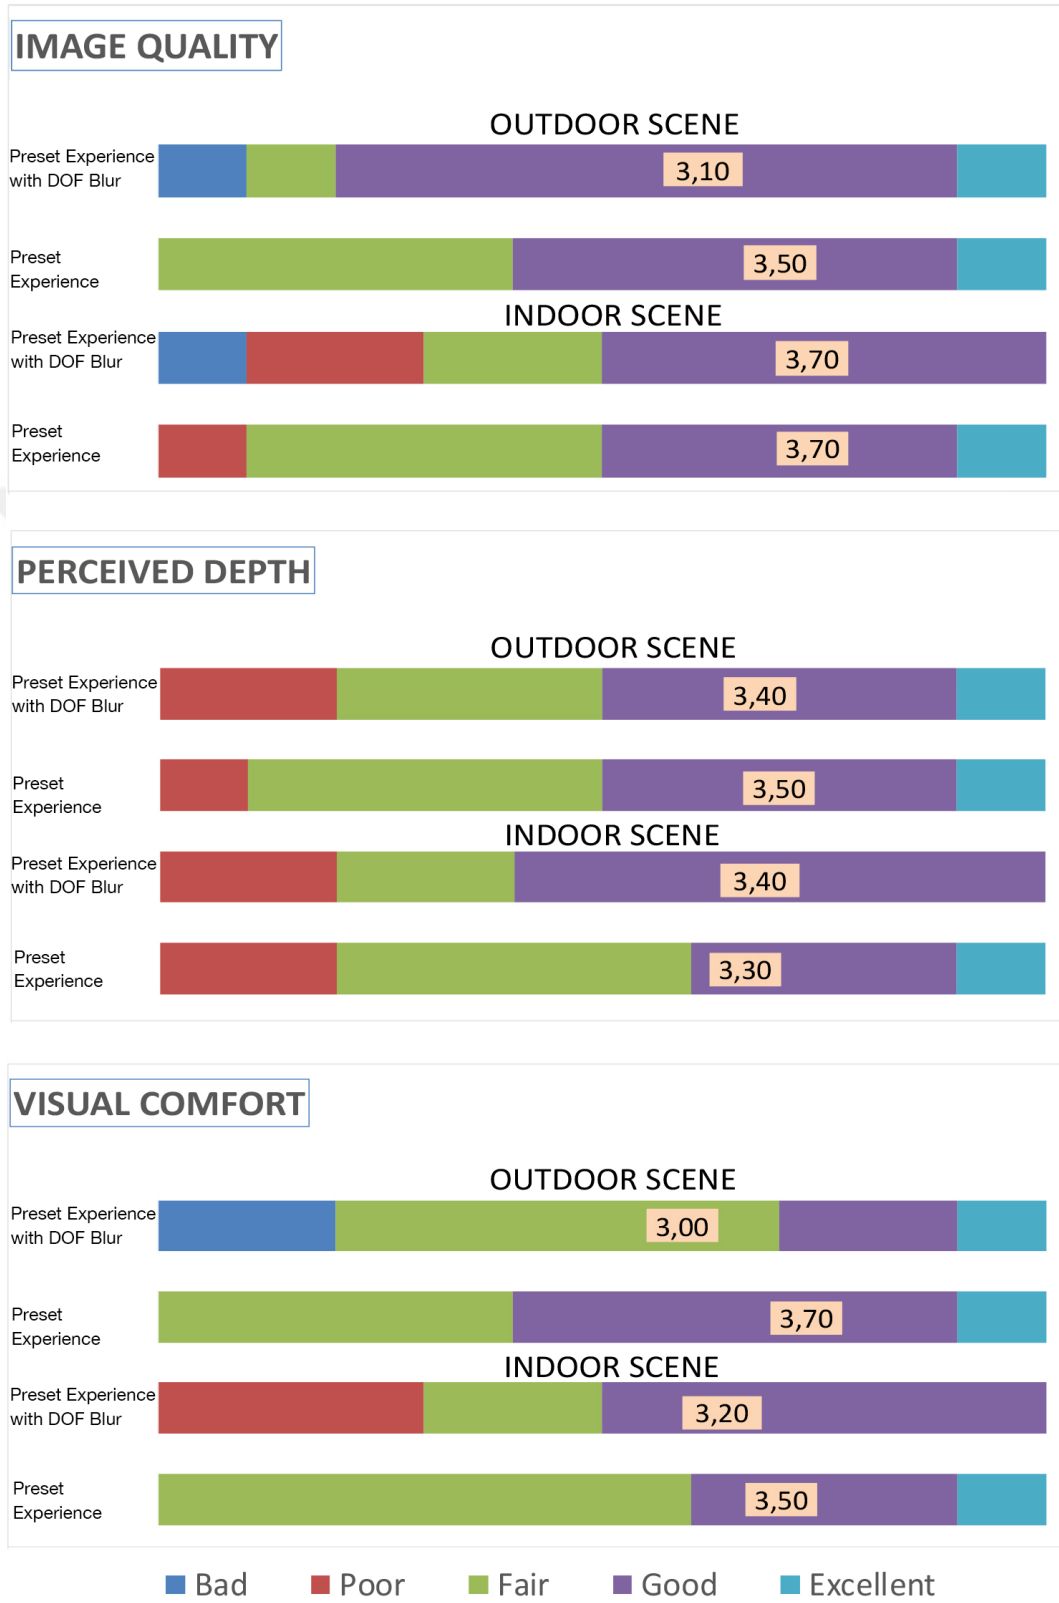 IMAGE QUALITY
OUTDOOR SCENE
Preset Experience
with DOF Blur
3,10
Preset
Experience
3,50
INDOOR SCENE
Preset Experience
with DOF Blur
3,70
Preset
Experience
3,70
PERCEIVED DEPTH
OUTDOOR SCENE
Preset Experience
with DOF Blur
3,40
Preset
Experience
3,50
INDOOR SCENE
Preset Experience
with DOF Blur
3,40
Preset
Experience
3,30
VISUAL COMFORT
OUTDOOR SCENE
Preset Experience
with DOF Blur
3,00
Preset
Experience
3,70
INDOOR SCENE
Preset Experience
with DOF Blur
3,20
Preset
Experience
3,50
Bad Poor Fair Good Excellent